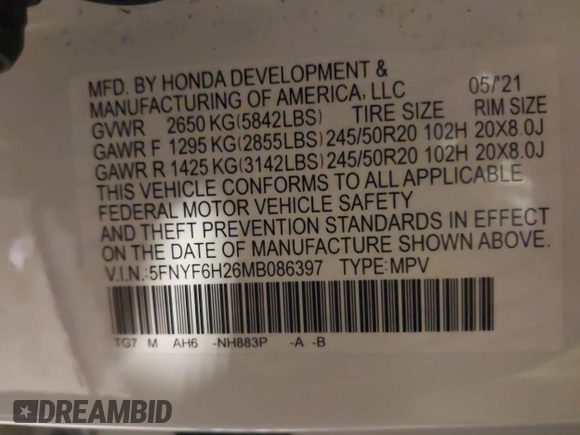 MFD. BY HONDA DEVELOPMENT &
MANUFACTURING OF AMERICA, LLC 05/'21
GVWR 2650 KG(5842LBS) TIRE SIZE RIM SIZE
GAWR F 1295 KG(2855LBS) 245/50R20 102H 20X8.0J
GAWR R 1425 KG(3142LBS) 245/50R20 102H 20X8.0J
THIS VEHICLE CONFORMS TO ALL APPLICABLE
FEDERAL MOTOR VEHICLE SAFETY
AND THEFT PREVENTION STANDARDS IN EFFECT
ON THE DATE OF MANUFACTURE SHOWN ABOVE.
V.I.N.:5FNYF6H26MB086397 TYPE:MPV
TG7 M AH6 -NH883P -A -B
DREAMBID